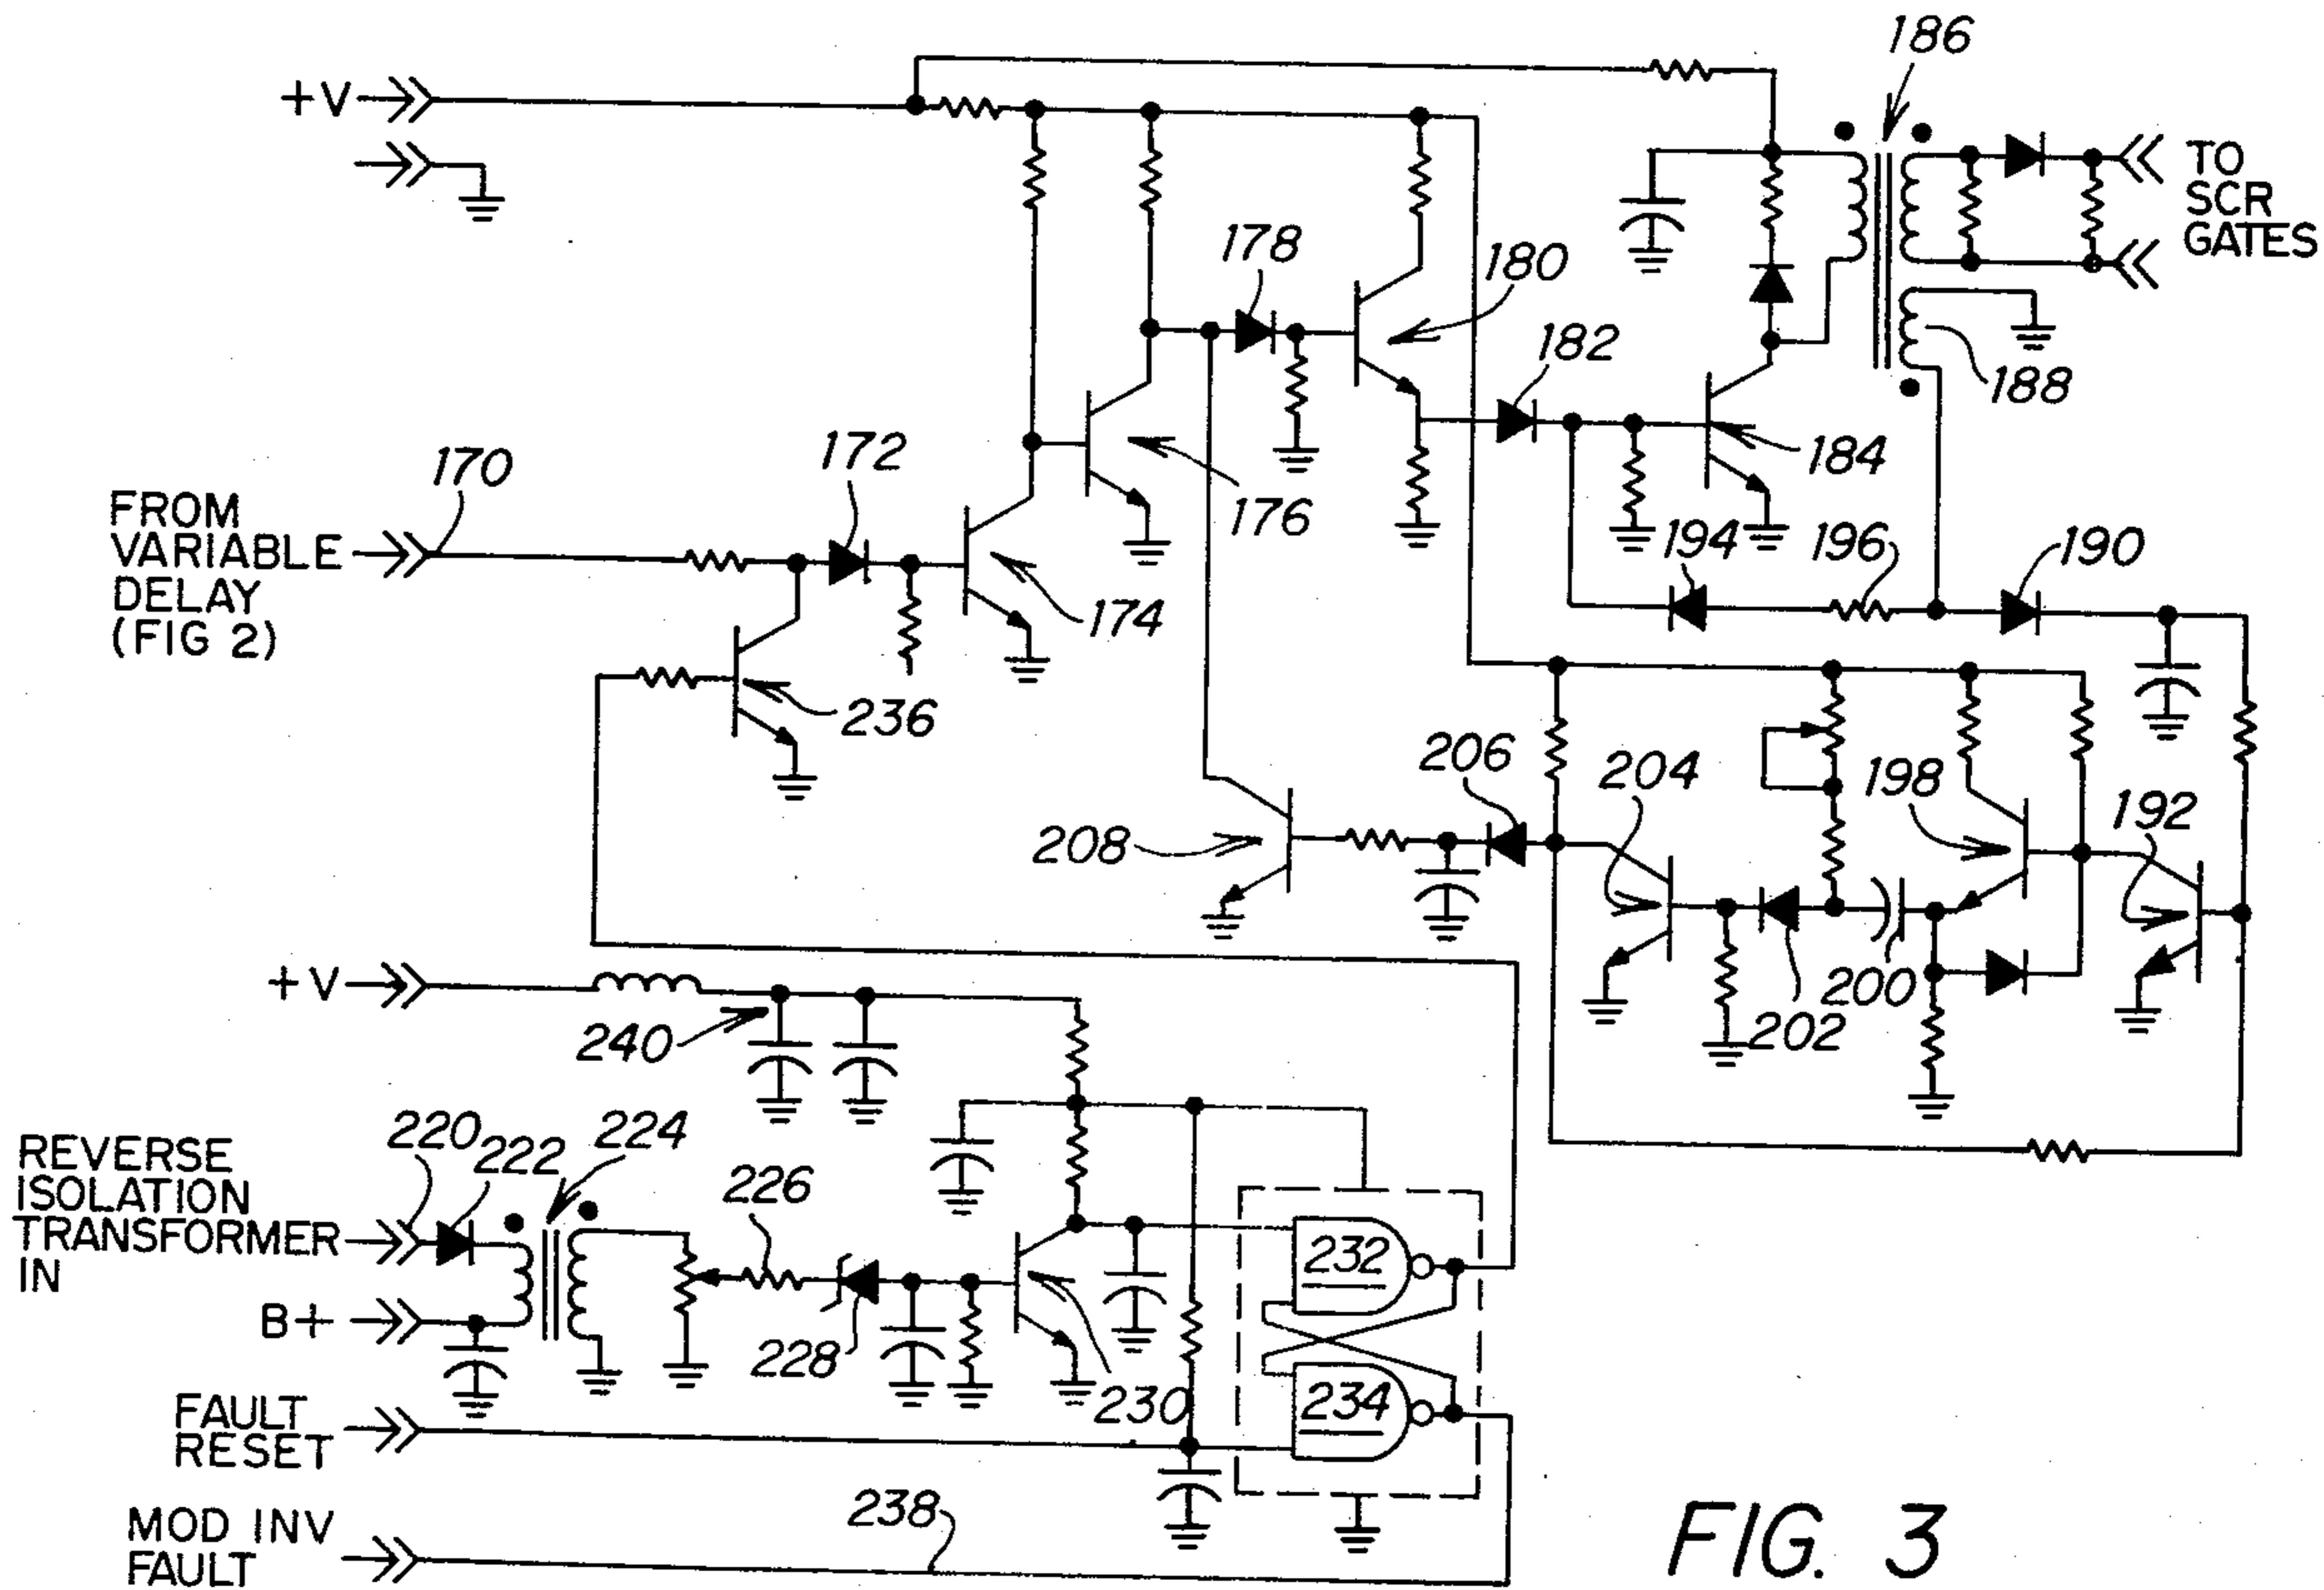 186
+V
TO
SCR
GATES
178
180
182
188
170
172
184
FROM
VARIABLE
DELAY
(FIG 2)
176
194
196
190
174
236
206
204
198
192
208
+V
240
202
200
REVERSE
ISOLATION
TRANSFORMER
IN
220
222
224
226
232
B+
228
230
234
FAULT
RESET
MOD INV
FAULT
238
FIG. 3